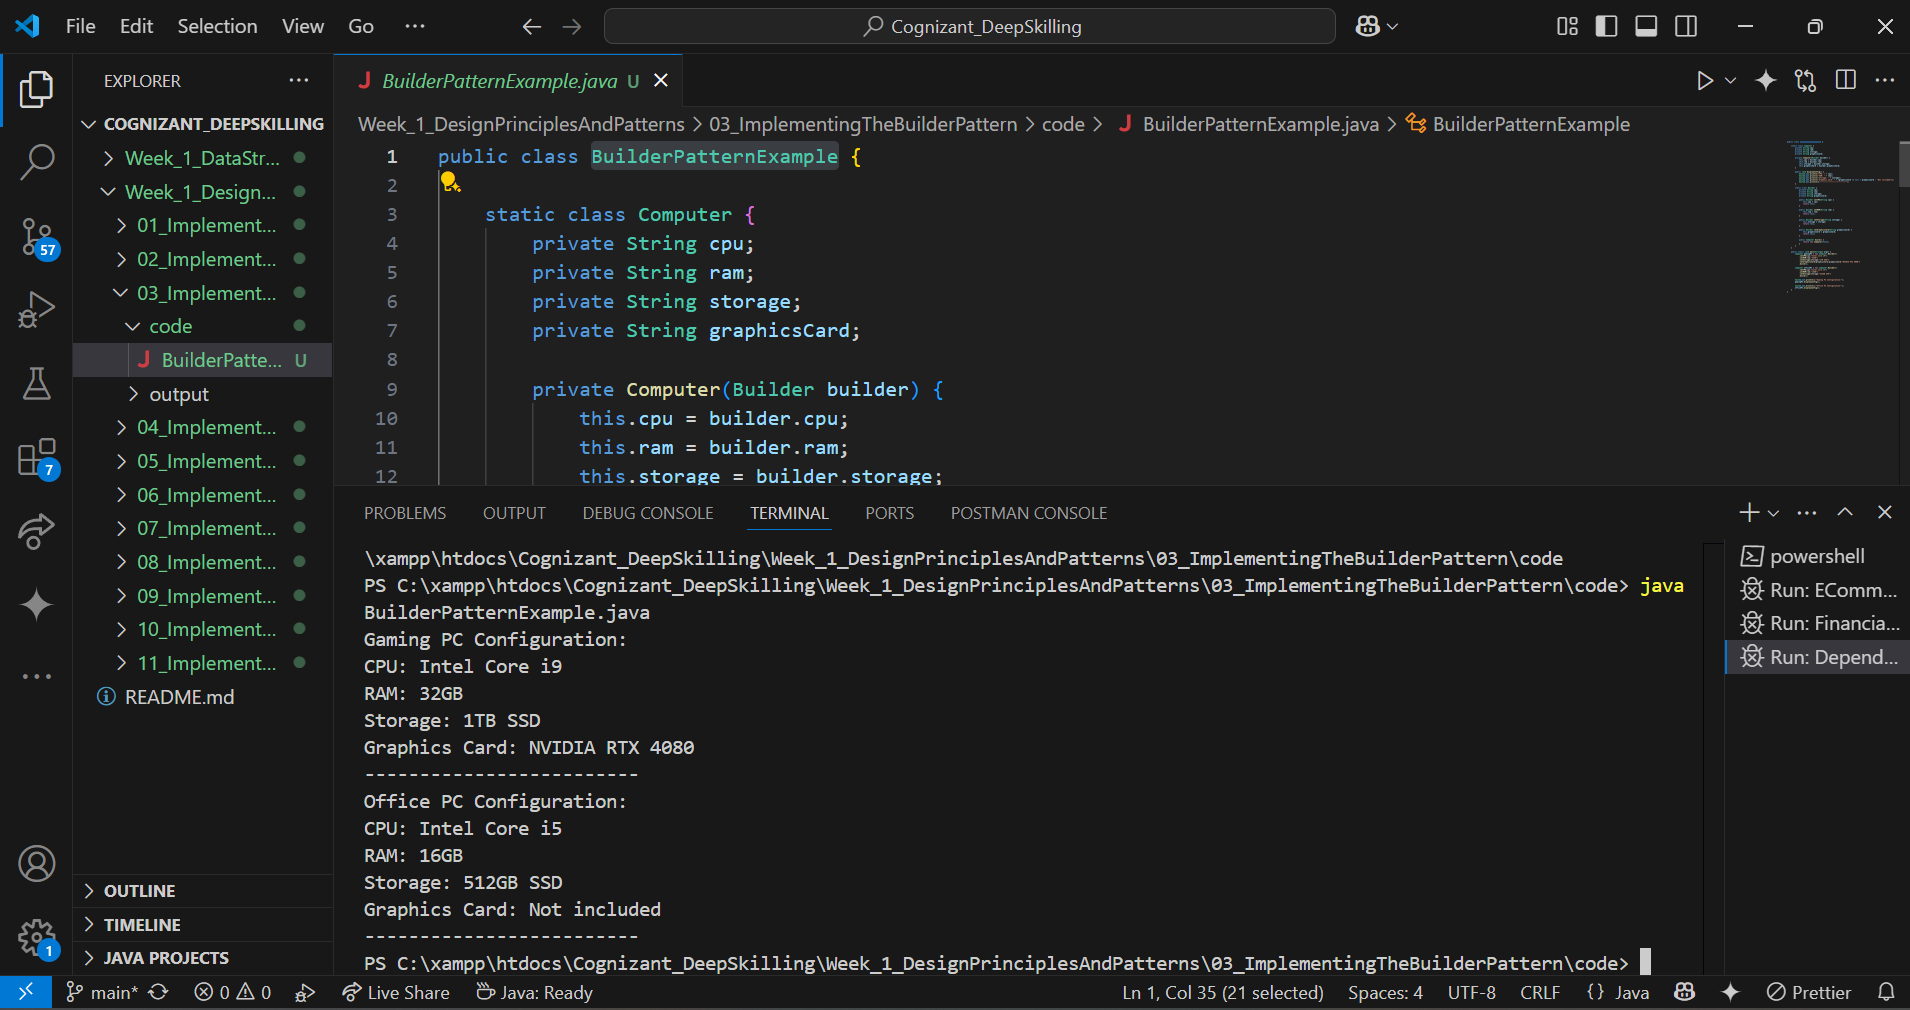 File Edit Selection View Go ···
Cognizant_DeepSkilling
EXPLORER ···
COGNIZANT_DEEPSKILLING
Week_1_DataStr...
Week_1_Design...
01_Implement...
02_Implement...
03_Implement...
code
BuilderPatte... U
output
04_Implement...
05_Implement...
06_Implement...
07_Implement...
08_Implement...
09_Implement...
10_Implement...
11_Implement...
README.md
OUTLINE
TIMELINE
JAVA PROJECTS
57
7
1
BuilderPatternExample.java U
Week_1_DesignPrinciplesAndPatterns > 03_ImplementingTheBuilderPattern > code > BuilderPatternExample.java > BuilderPatternExample
1 public class BuilderPatternExample {
2
3 static class Computer {
4 private String cpu;
5 private String ram;
6 private String storage;
7 private String graphicsCard;
8
9 private Computer(Builder builder) {
10 this.cpu = builder.cpu;
11 this.ram = builder.ram;
12 this.storage = builder.storage;
PROBLEMS OUTPUT DEBUG CONSOLE TERMINAL PORTS POSTMAN CONSOLE
\xampp\htdocs\Cognizant_DeepSkilling\Week_1_DesignPrinciplesAndPatterns\03_ImplementingTheBuilderPattern\code
PS C:\xampp\htdocs\Cognizant_DeepSkilling\Week_1_DesignPrinciplesAndPatterns\03_ImplementingTheBuilderPattern\code> java
BuilderPatternExample.java
Gaming PC Configuration:
CPU: Intel Core i9
RAM: 32GB
Storage: 1TB SSD
Graphics Card: NVIDIA RTX 4080
-------------------------
Office PC Configuration:
CPU: Intel Core i5
RAM: 16GB
Storage: 512GB SSD
Graphics Card: Not included
-------------------------
PS C:\xampp\htdocs\Cognizant_DeepSkilling\Week_1_DesignPrinciplesAndPatterns\03_ImplementingTheBuilderPattern\code>
powershell
Run: EComm...
Run: Financia...
Run: Depend...
main* 0 0 Live Share Java: Ready Ln 1, Col 35 (21 selected) Spaces: 4 UTF-8 CRLF {} Java Prettier